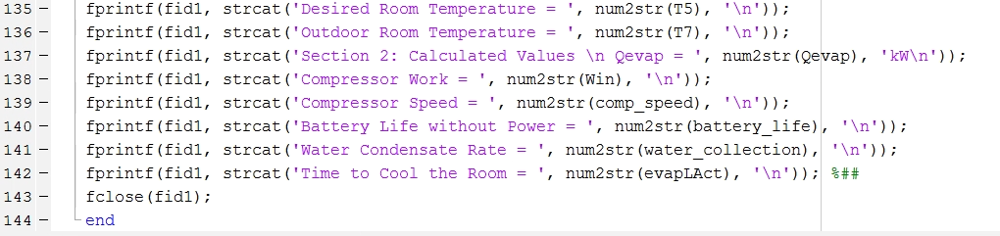 135 - fprintf(fid1, strcat('Desired Room Temperature = ', num2str(T5), '\n'));
136 - fprintf(fid1, strcat('Outdoor Room Temperature = ', num2str(T7), '\n'));
137 - fprintf(fid1, strcat('Section 2: Calculated Values \n Qevap = ', num2str(Qevap), 'kW\n'));
138 - fprintf(fid1, strcat('Compressor Work = ', num2str(Win), '\n'));
139 - fprintf(fid1, strcat('Compressor Speed = ', num2str(comp_speed), '\n'));
140 - fprintf(fid1, strcat('Battery Life without Power = ', num2str(battery_life), '\n'));
141 - fprintf(fid1, strcat('Water Condensate Rate = ', num2str(water_collection), '\n'));
142 - fprintf(fid1, strcat('Time to Cool the Room = ', num2str(evapLAct), '\n')); %##
143 - fclose(fid1);
144 - end